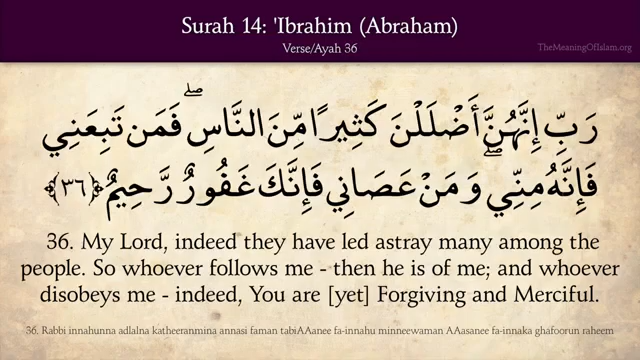 Surah 14: 'Ibrahim (Abraham)
Verse/Ayah 36
TheMeaningOfIslam.org
رَبِّ إِنَّهُنَّ أَضْلَلْنَ كَثِيرًا مِّنَ النَّاسِ ۖ فَمَن تَبِعَنِي
فَإِنَّهُ مِنِّي ۖ وَمَنْ عَصَانِي فَإِنَّكَ غَفُورٌ رَّحِيمٌ ﴿٣٦﴾
36. My Lord, indeed they have led astray many among the
people. So whoever follows me - then he is of me; and whoever
disobeys me - indeed, You are [yet] Forgiving and Merciful.
36. Rabbi innahunna adlalna katheeranmina annasi faman tabiAAanee fa-innahu minneewaman AAasanee fa-innaka ghafoorun raheem